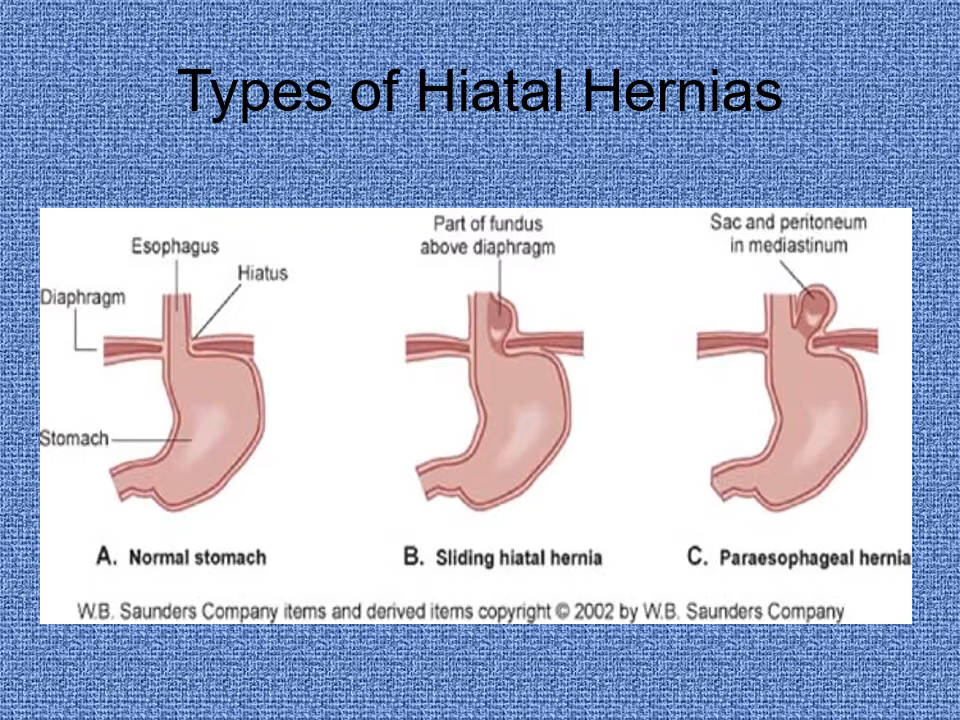 Types of Hiatal Hernias
Esophagus
Hiatus
Diaphragm
Stomach
Part of fundus
above diaphragm
Sac and peritoneum
in mediastinum
A. Normal stomach
B. Sliding hiatal hernia
C. Paraesophageal hernia
W.B. Saunders Company items and derived items copyright © 2002 by W.B. Saunders Company